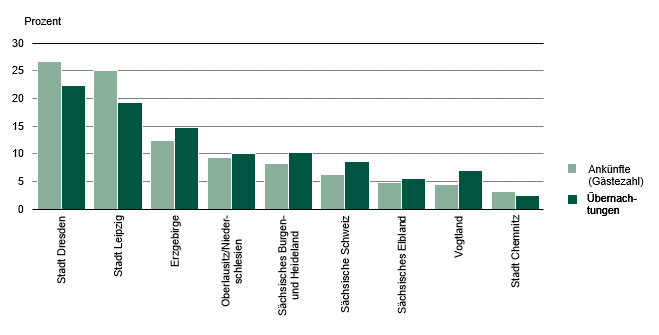 Prozent
30
25
20
15
10
5
0
Stadt Dresden
Stadt Leipzig
Erzgebirge
Oberlausitz/Nieder-
schlesien
Sächsisches Burgen-
und Heideland
Sächsische Schweiz
Sächsisches Elbland
Vogtland
Stadt Chemnitz
Ankünfte
(Gästezahl)
Übernach-
tungen